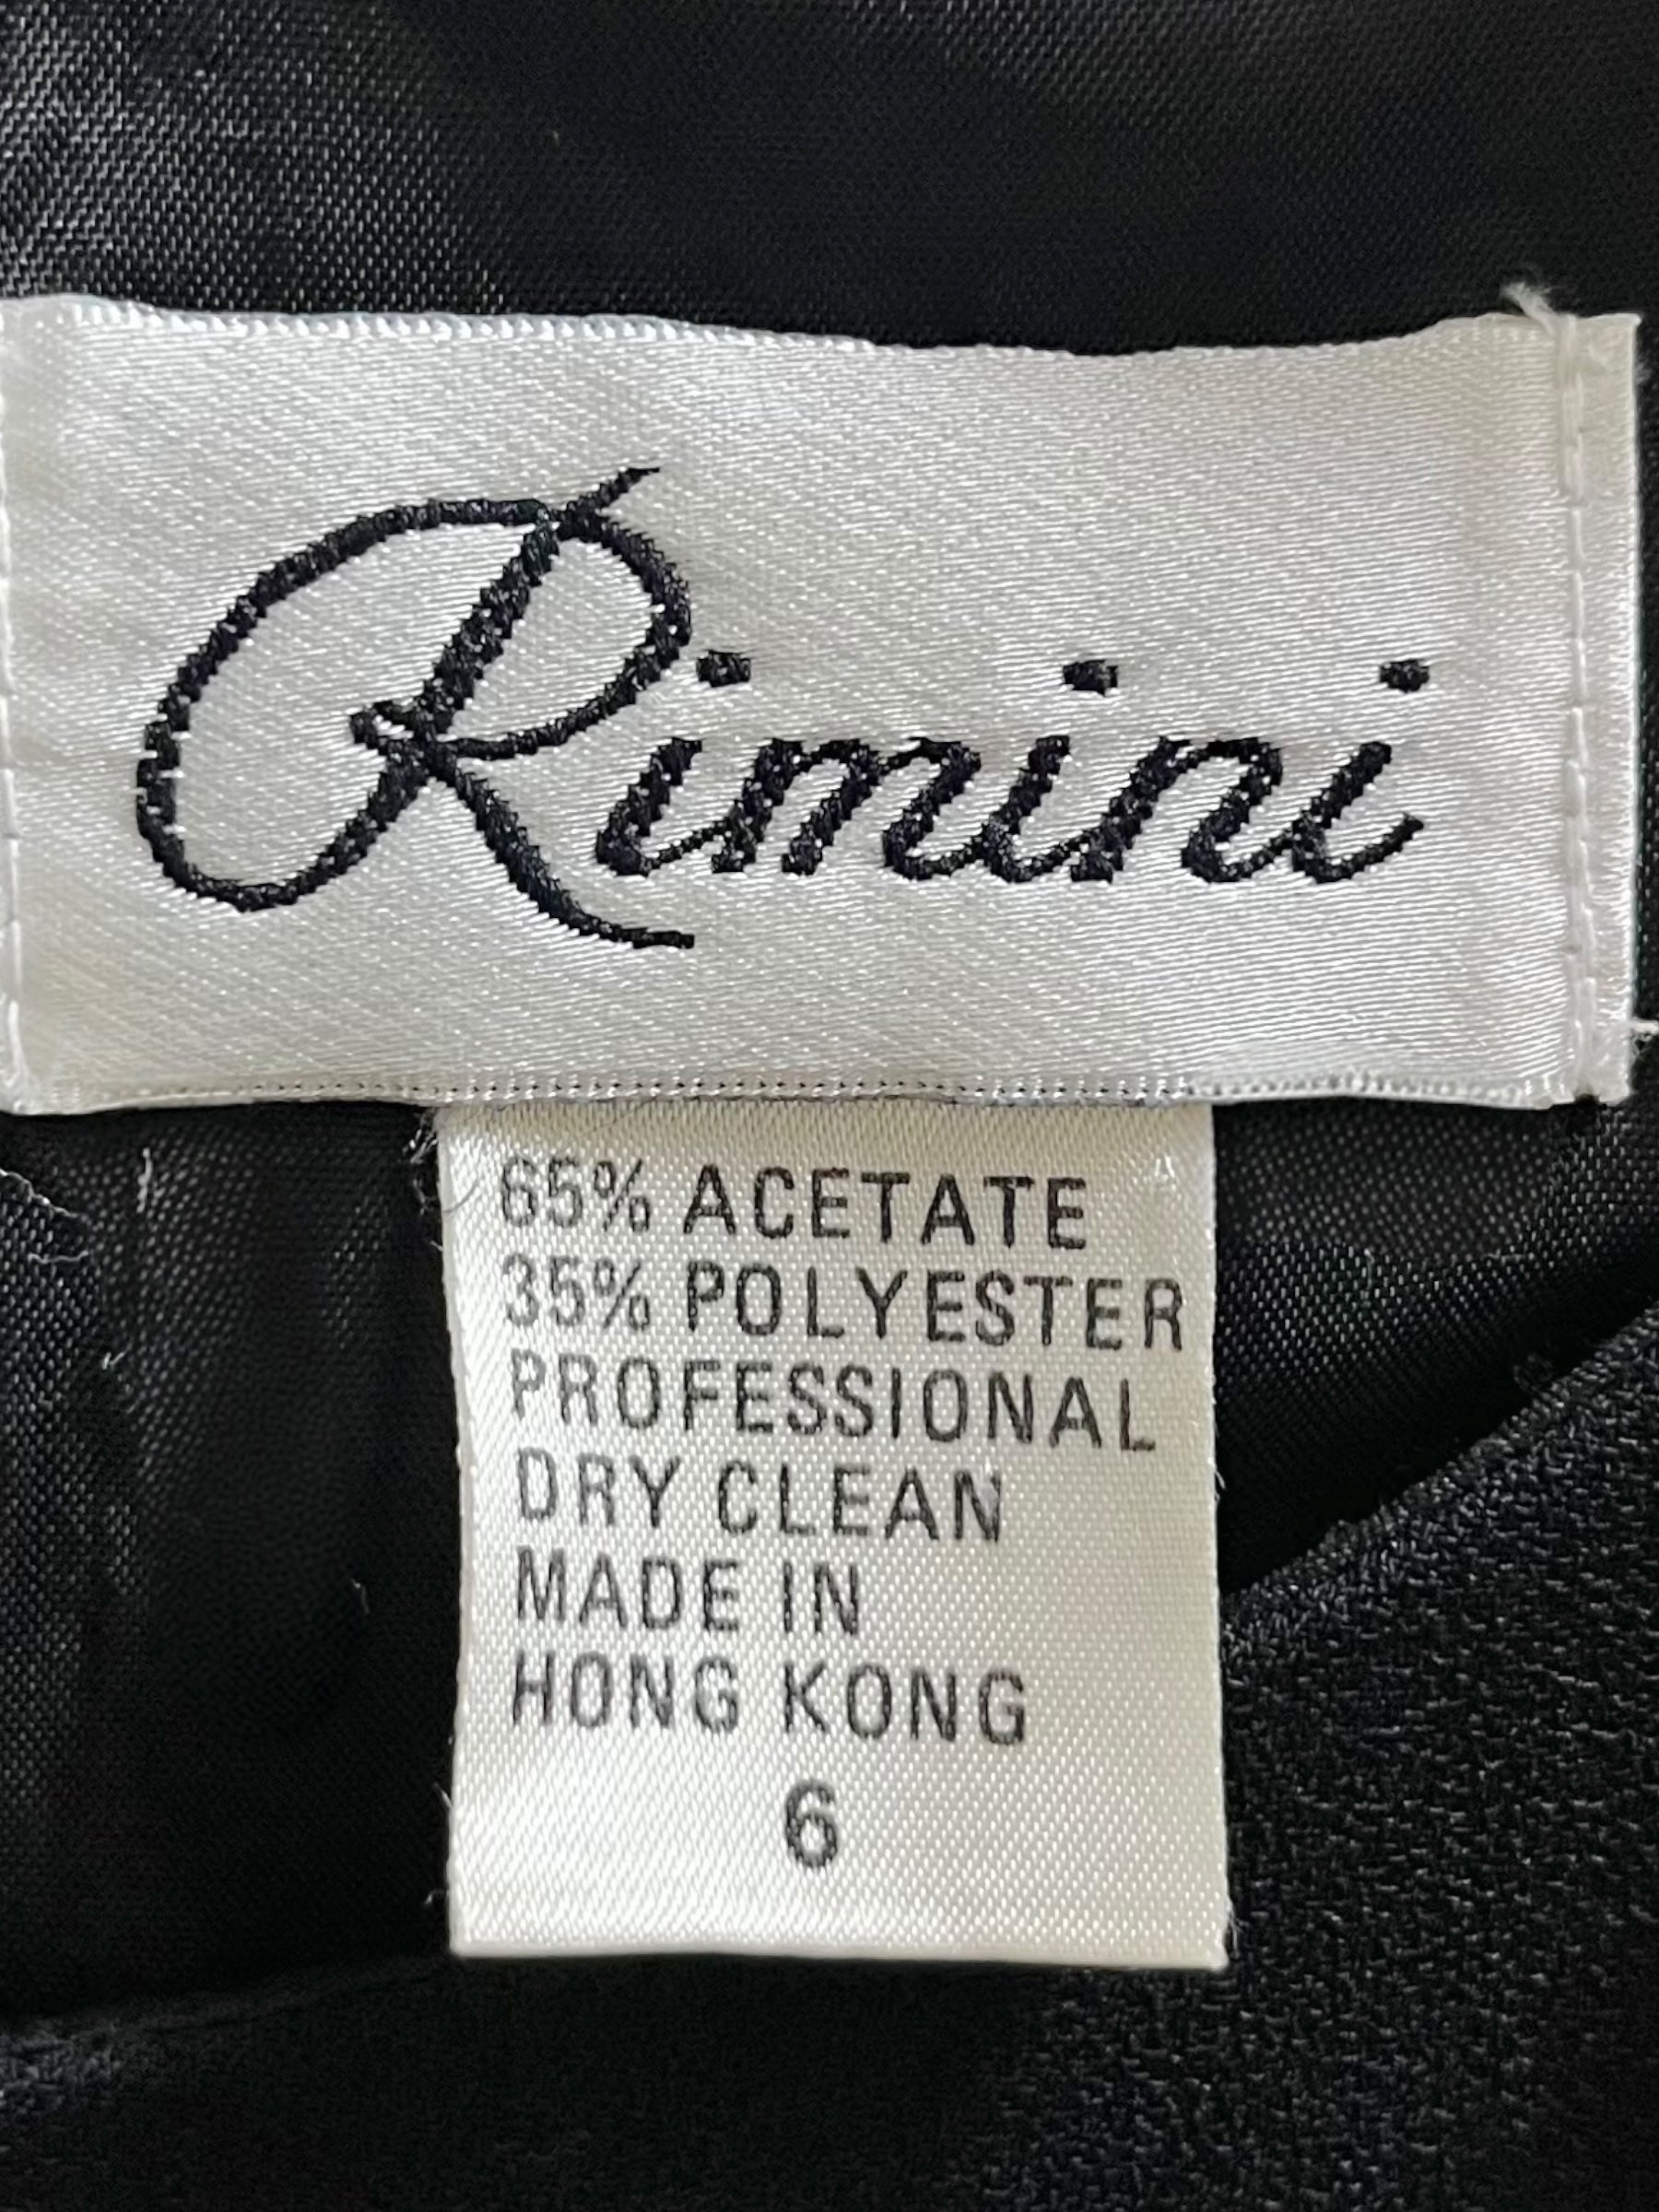 Rimini
65% ACETATE
35% POLYESTER
PROFESSIONAL
DRY CLEAN
MADE IN
HONG KONG
6